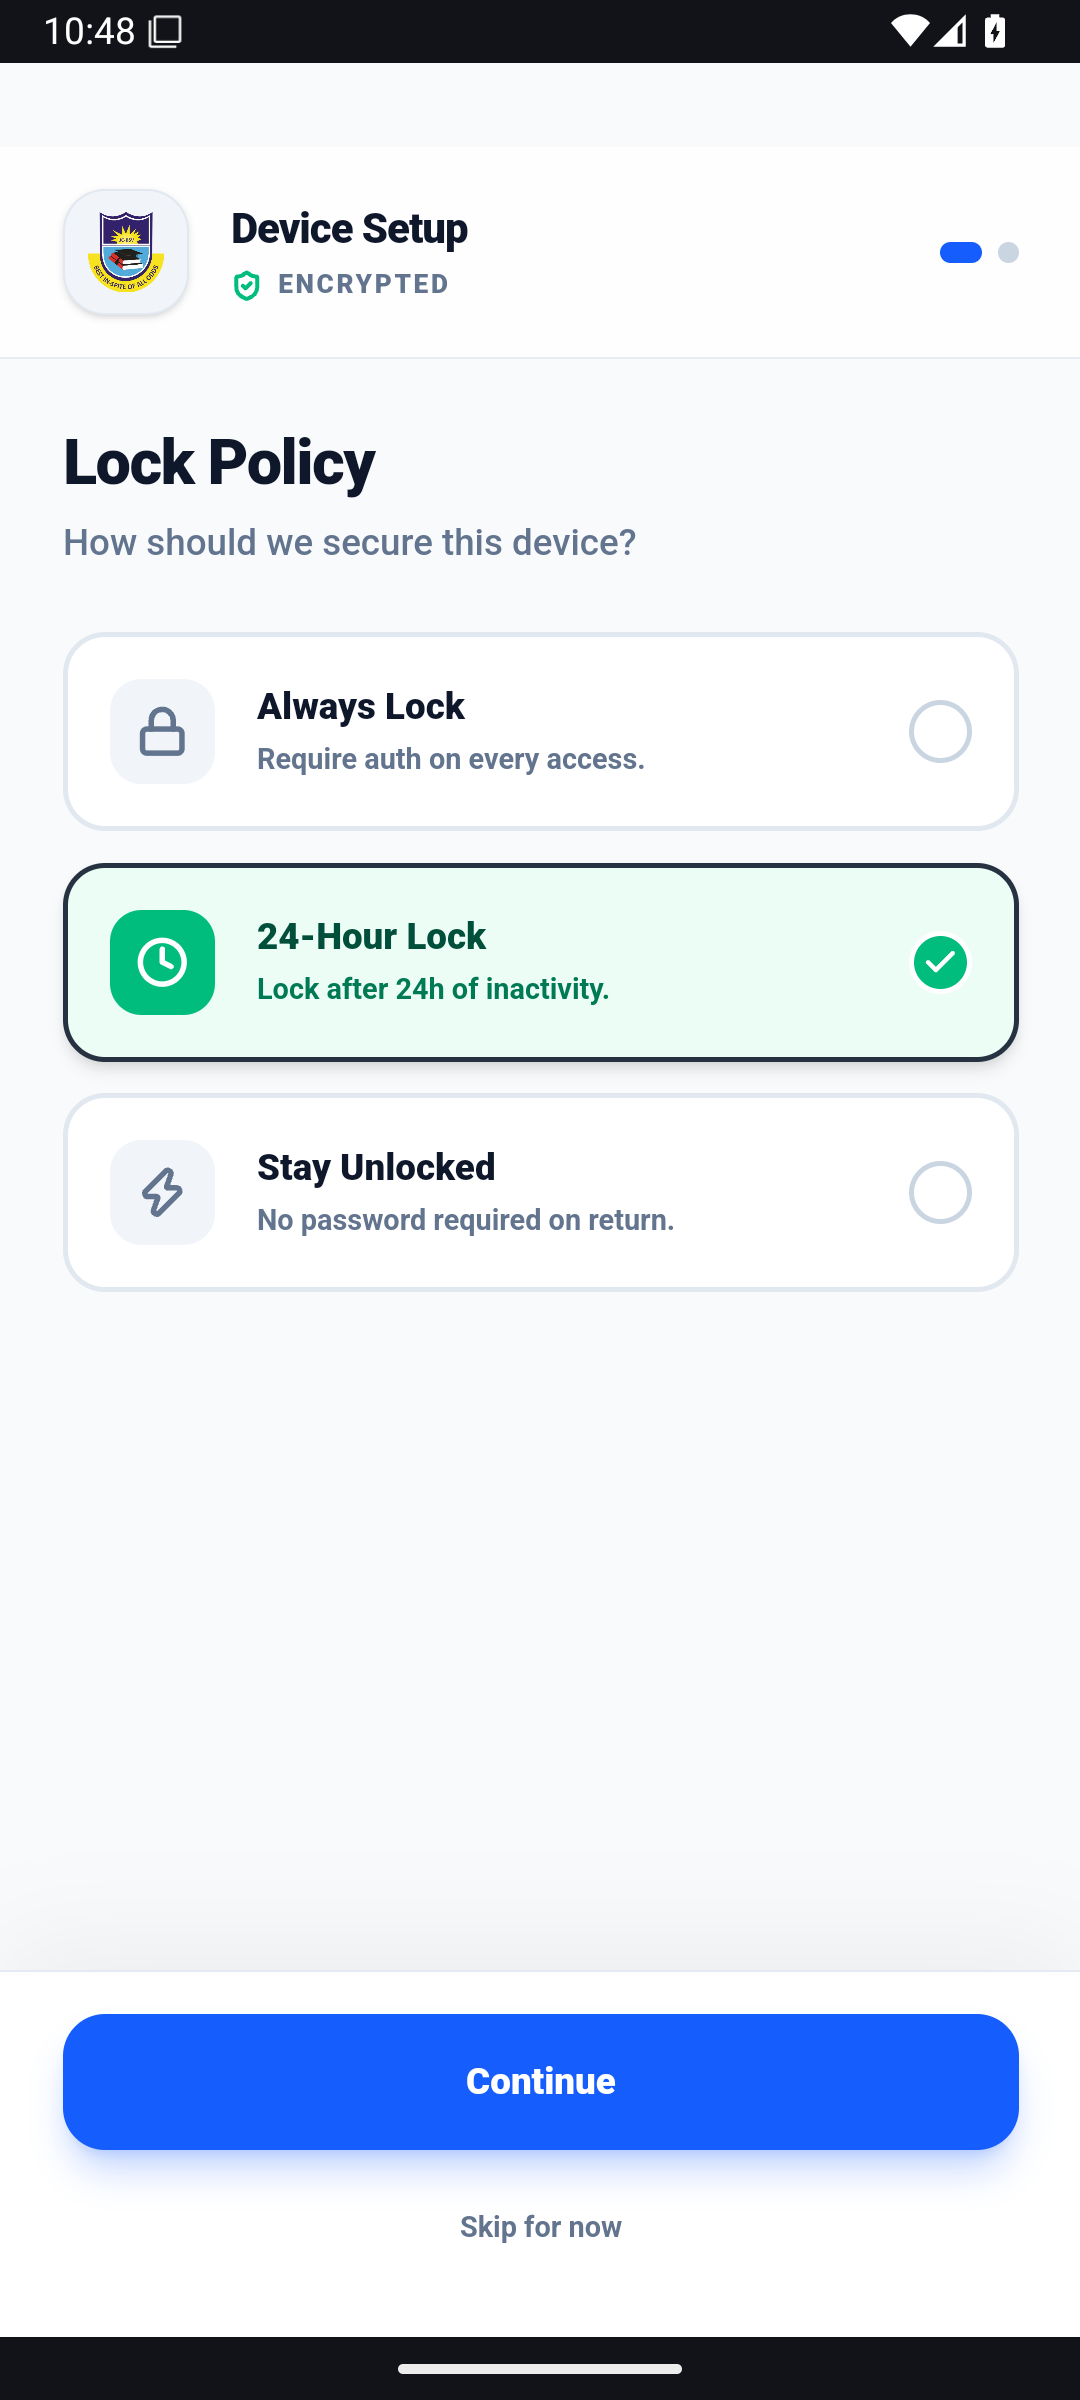 10:48
Device Setup
ENCRYPTED
Lock Policy
How should we secure this device?
Always Lock
Require auth on every access.
24-Hour Lock
Lock after 24h of inactivity.
Stay Unlocked
No password required on return.
Continue
Skip for now